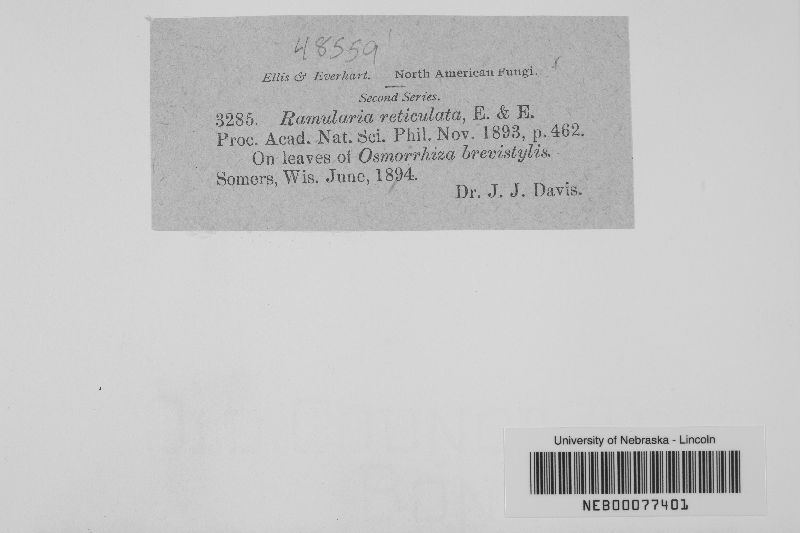 48559
Ellis & Everhart. North American Fungi.
Second Series.
3285. Ramularia reticulata, E. & E.
Proc. Acad. Nat. Sci. Phil. Nov. 1893, p. 462.
On leaves of Osmorrhiza brevistylis.
Somers, Wis. June, 1894.
Dr. J. J. Davis.
University of Nebraska - Lincoln
NEB00077401